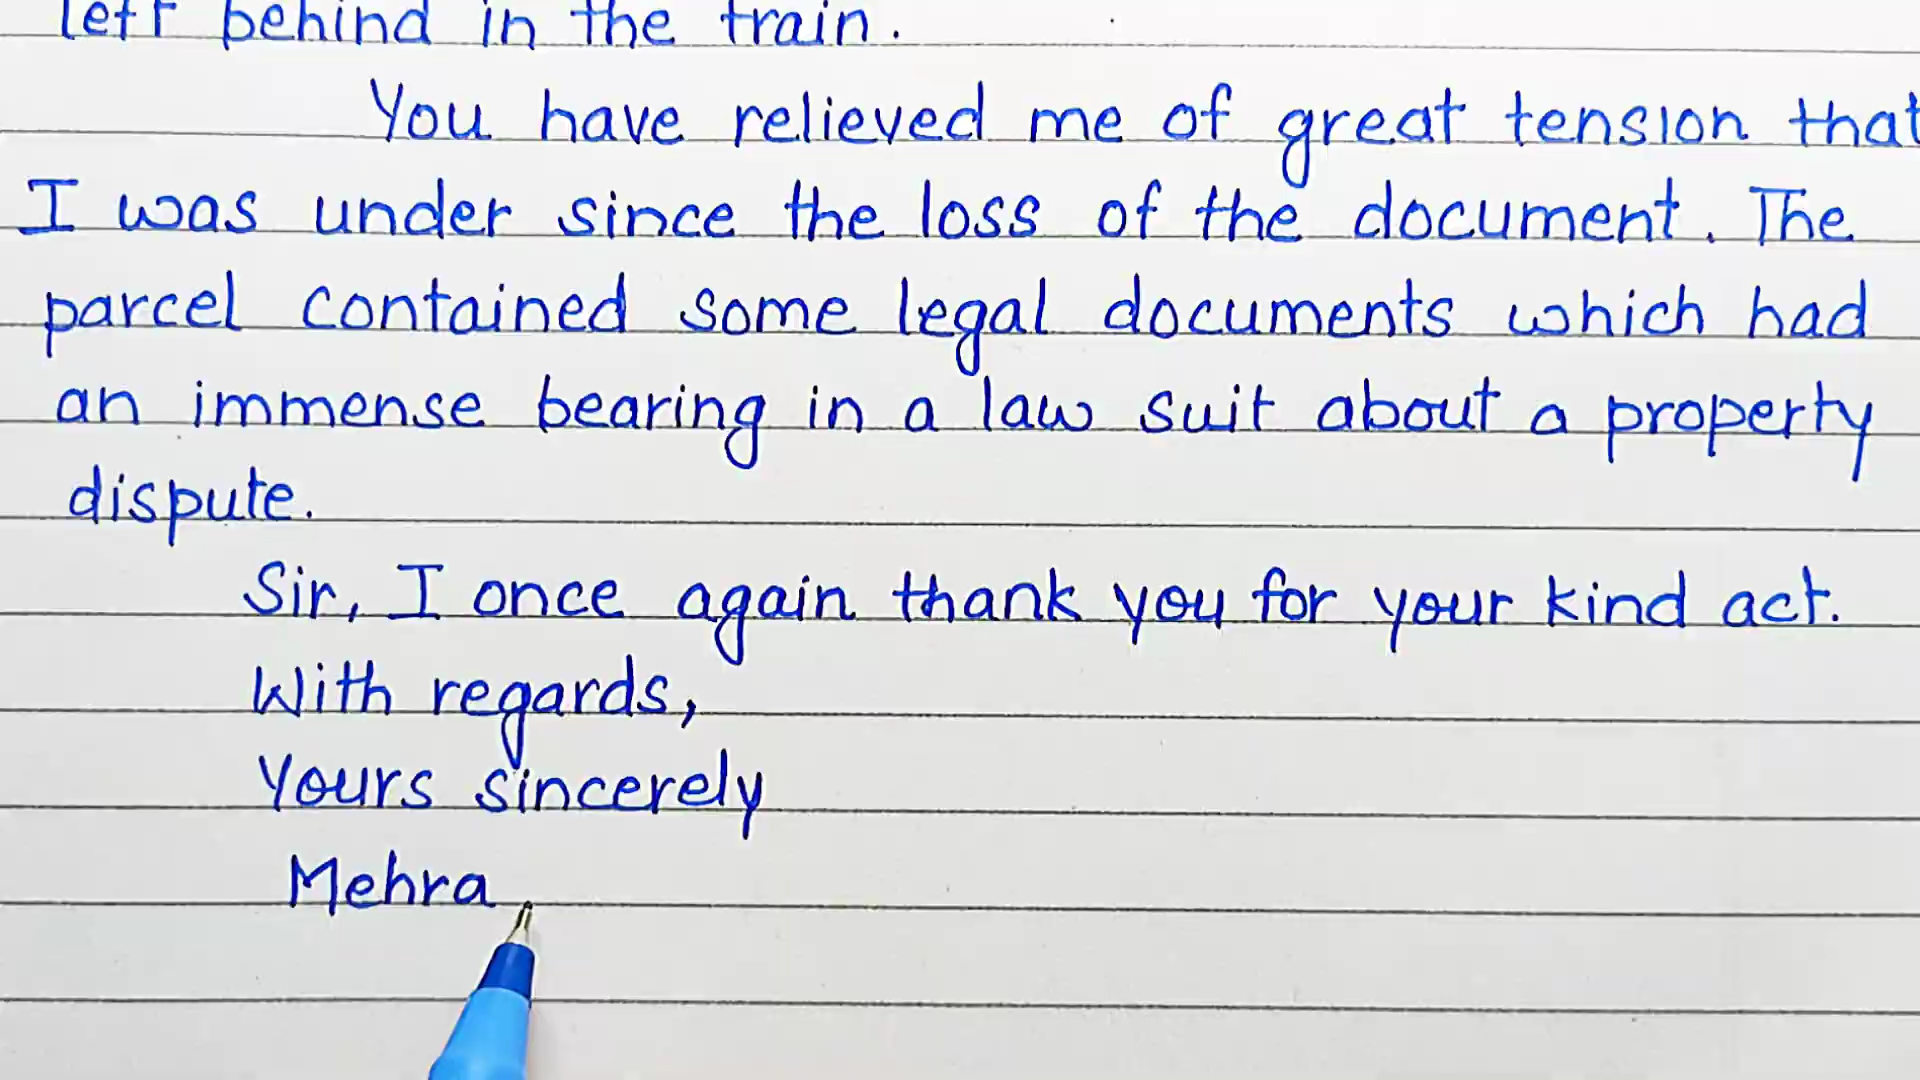 left behind in the train.
You have relieved me of great tension that
I was under since the loss of the document. The
parcel contained some legal documents which had
an immense bearing in a law suit about a property
dispute.
Sir, I once again thank you for your kind act.
With regards,
Yours sincerely
Mehra